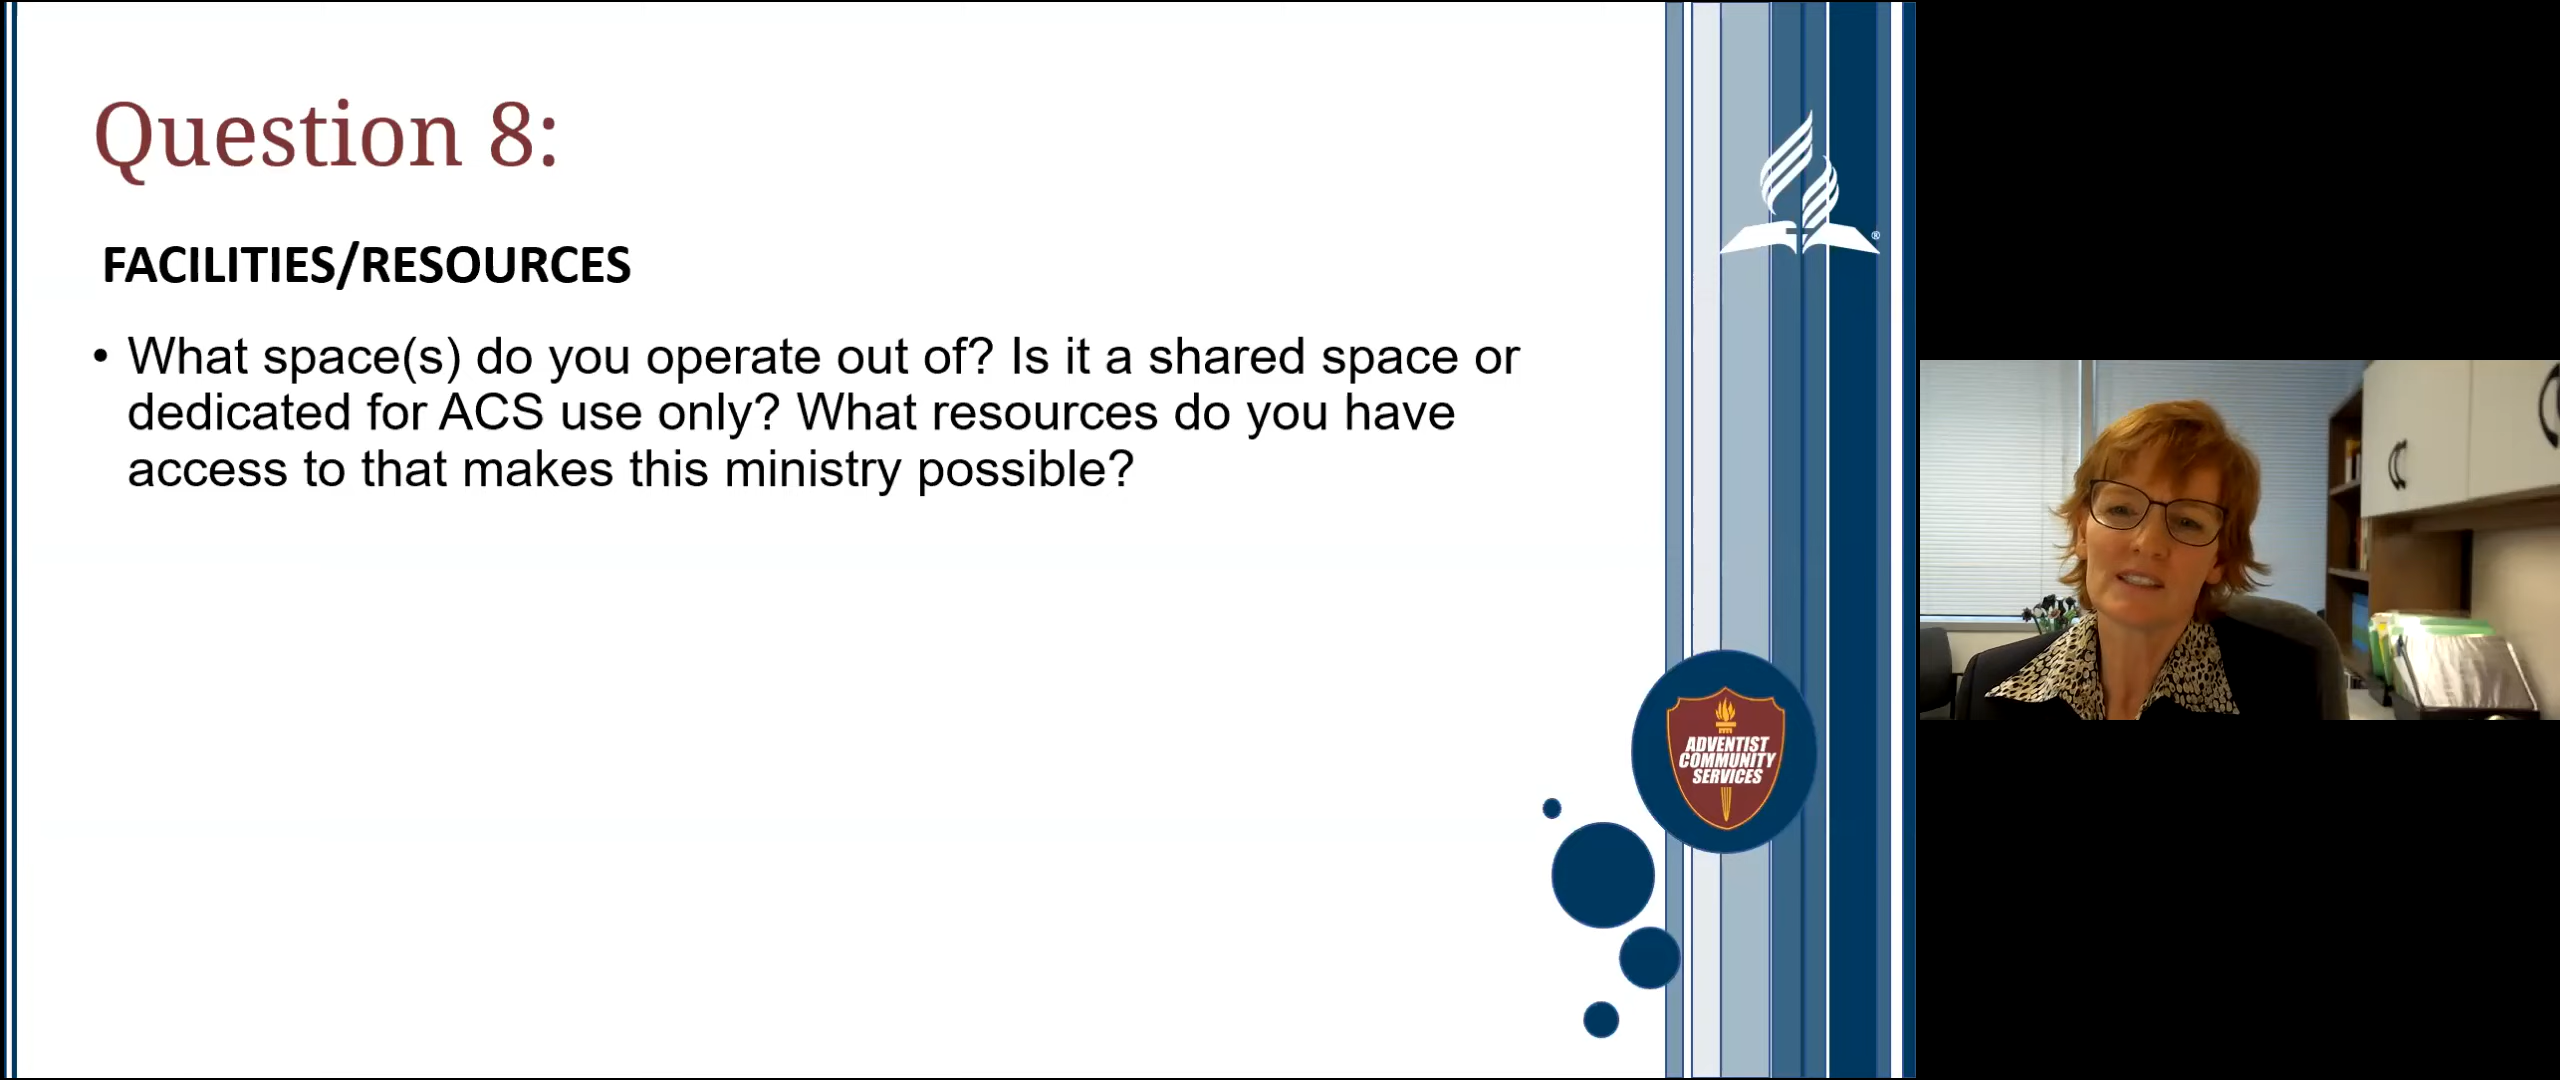 Question 8:
FACILITIES/RESOURCES
• What space(s) do you operate out of? Is it a shared space or
dedicated for ACS use only? What resources do you have
access to that makes this ministry possible?
®
ADVENTIST
COMMUNITY
SERVICES